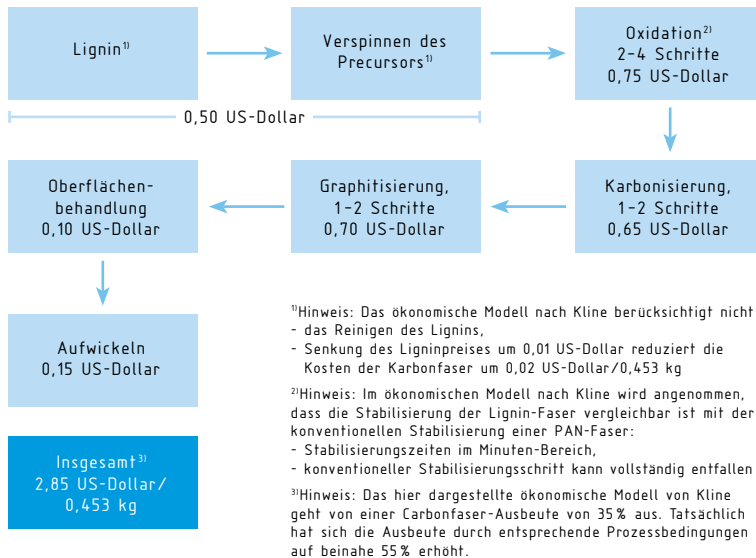 Lignin¹⁾
Verspinnen des
Precursors¹⁾
Oxidation²⁾
2–4 Schritte
0,75 US-Dollar
0,50 US-Dollar
Oberflächen-
behandlung
0,10 US-Dollar
Graphitisierung,
1–2 Schritte
0,70 US-Dollar
Karbonisierung,
1–2 Schritte
0,65 US-Dollar
Aufwickeln
0,15 US-Dollar
Insgesamt³⁾
2,85 US-Dollar/
0,453 kg
¹⁾Hinweis: Das ökonomische Modell nach Kline berücksichtigt nicht
- das Reinigen des Lignins,
- Senkung des Ligninpreises um 0,01 US-Dollar reduziert die
Kosten der Karbonfaser um 0,02 US-Dollar/0,453 kg
²⁾Hinweis: Im ökonomischen Modell nach Kline wird angenommen,
dass die Stabilisierung der Lignin-Faser vergleichbar ist mit der
konventionellen Stabilisierung einer PAN-Faser:
- Stabilisierungszeiten im Minuten-Bereich,
- konventioneller Stabilisierungsschritt kann vollständig entfallen
³⁾Hinweis: Das hier dargestellte ökonomische Modell von Kline
geht von einer Carbonfaser-Ausbeute von 35 % aus. Tatsächlich
hat sich die Ausbeute durch entsprechende Prozessbedingungen
auf beinahe 55 % erhöht.